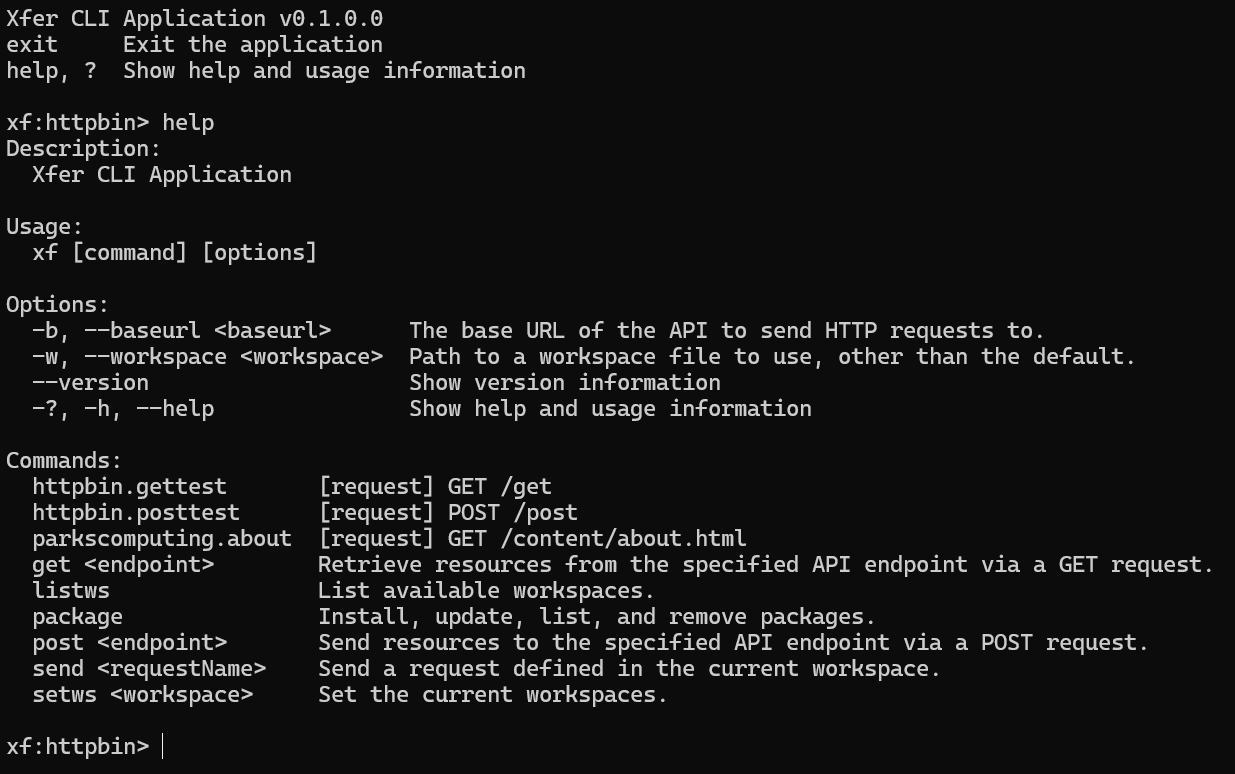 Xfer CLI Application v0.1.0.0
exit     Exit the application
help, ?  Show help and usage information

xf:httpbin> help
Description:
  Xfer CLI Application

Usage:
  xf [command] [options]

Options:
  -b, --baseurl <baseurl>      The base URL of the API to send HTTP requests to.
  -w, --workspace <workspace>  Path to a workspace file to use, other than the default.
  --version                    Show version information
  -?, -h, --help               Show help and usage information

Commands:
  httpbin.gettest       [request] GET /get
  httpbin.posttest      [request] POST /post
  parkscomputing.about  [request] GET /content/about.html
  get <endpoint>        Retrieve resources from the specified API endpoint via a GET request.
  listws                List available workspaces.
  package               Install, update, list, and remove packages.
  post <endpoint>       Send resources to the specified API endpoint via a POST request.
  send <requestName>    Send a request defined in the current workspace.
  setws <workspace>     Set the current workspaces.

xf:httpbin>